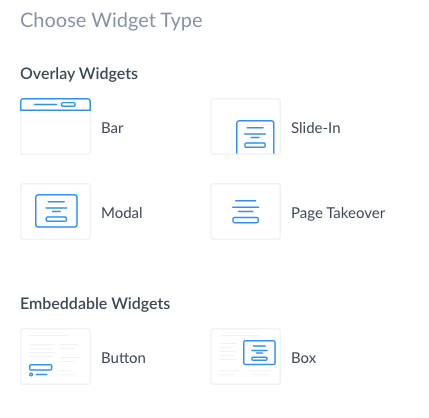 Choose Widget Type
Overlay Widgets
Bar
Slide-In
Modal
Page Takeover
Embeddable Widgets
Button
Box